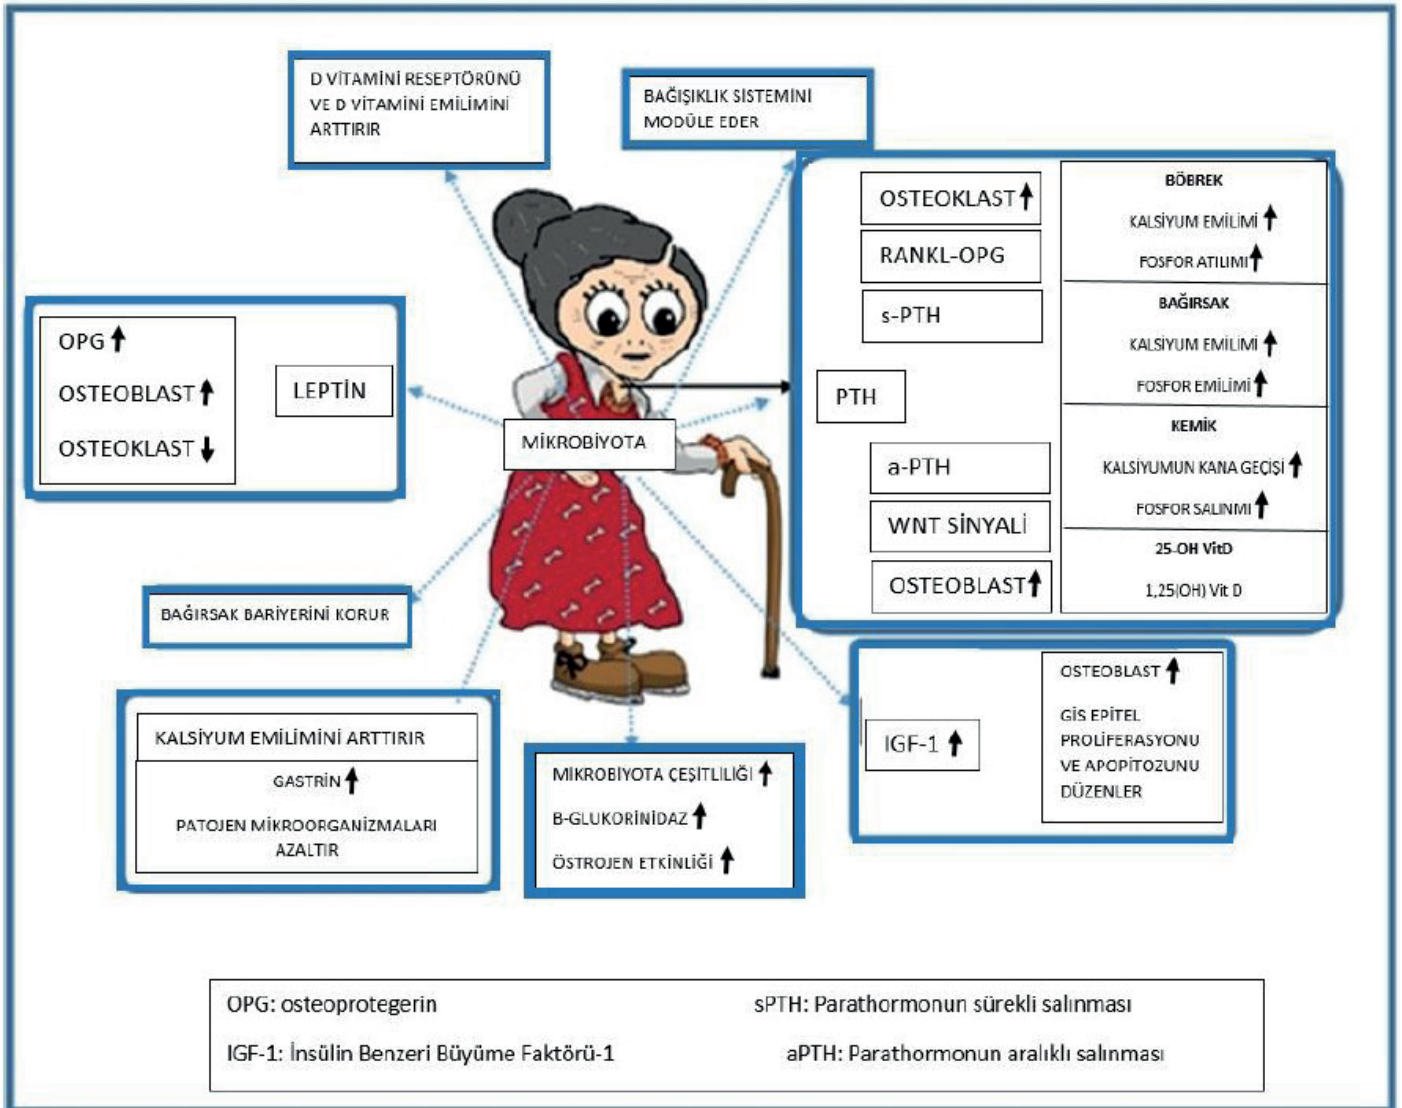 D VİTAMİNİ RESEPTÖRÜNÜ
VE D VİTAMİNİ EMİLİMİNİ
ARTTIRIR
BAĞIŞIKLIK SİSTEMİNİ
MODÜLE EDER
OSTEOKLAST ↑
RANKL-OPG
s-PTH
PTH
a-PTH
WNT SİNYALİ
OSTEOBLAST ↑
BÖBREK
KALSİYUM EMİLİMİ ↑
FOSFOR ATILIMI ↑
BAĞIRSAK
KALSİYUM EMİLİMİ ↑
FOSFOR EMİLİMİ ↑
KEMİK
KALSİYUMUN KANA GEÇİŞİ ↑
FOSFOR SALINMI ↑
25-OH VitD
1,25(OH) Vit D
OPG ↑
OSTEOBLAST ↑
OSTEOKLAST ↓
LEPTİN
MİKROBİYOTA
BAĞIRSAK BARİYERİNİ KORUR
KALSİYUM EMİLİMİNİ ARTTIRIR
GASTRİN ↑
PATOJEN MİKROORGANİZMALARI
AZALTIR
MİKROBİYOTA ÇEŞİTLİLİĞİ ↑
B-GLUKORİNİDAZ ↑
ÖSTROJEN ETKİNLİĞİ ↑
IGF-1 ↑
OSTEOBLAST ↑
GİS EPİTEL
PROLİFERASYONU
VE APOPİTOZUNU
DÜZENLER
OPG: osteoprotegerin
sPTH: Parathormonun sürekli salınması
IGF-1: İnsülin Benzeri Büyüme Faktörü-1
aPTH: Parathormonun aralıklı salınması